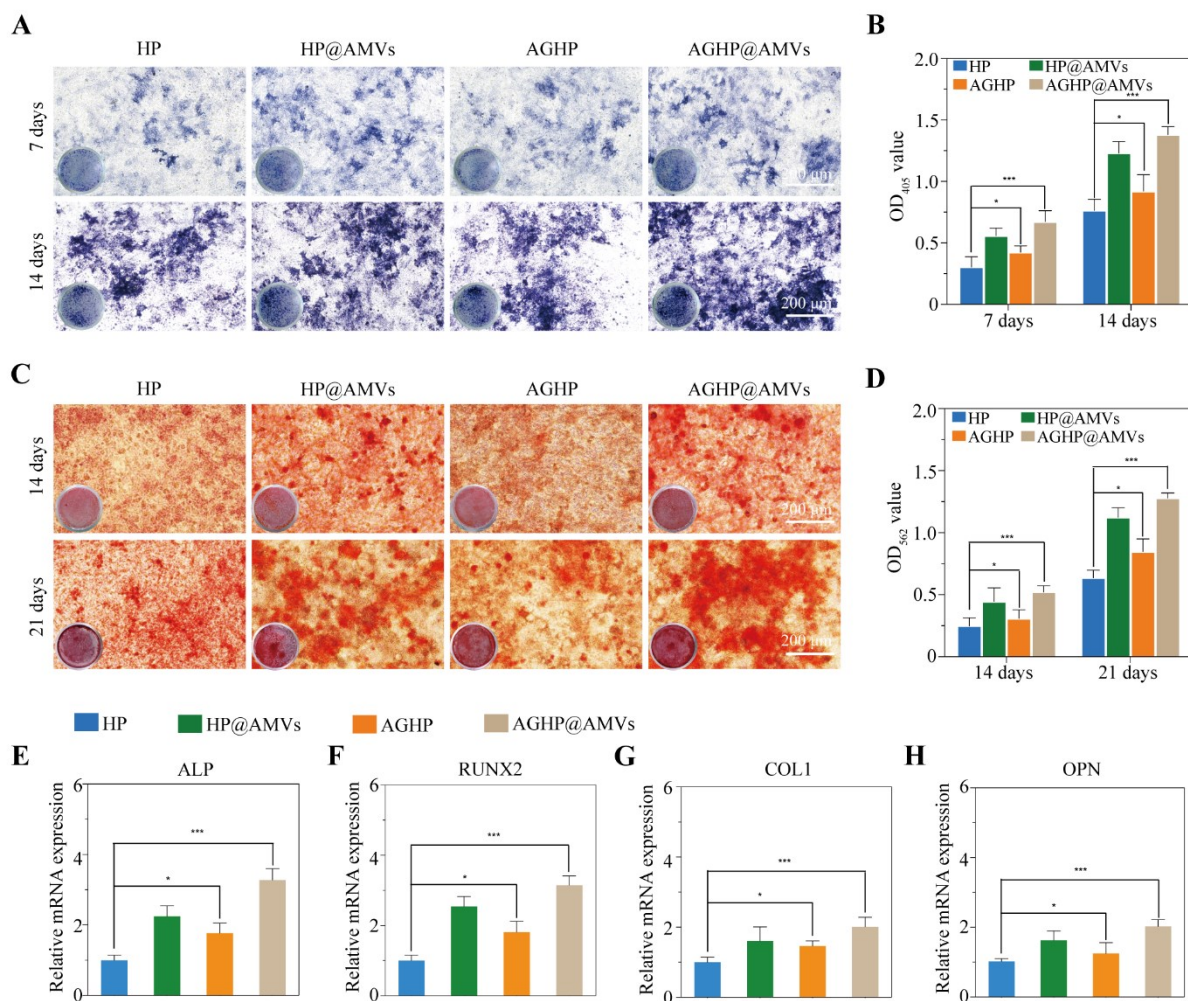 A
HP HP@AMVs AGHP AGHP@AMVs
7 days
14 days
200 μm
200 μm
B
2.0
1.5
1.0
0.5
0
OD405 value
HP HP@AMVs
AGHP AGHP@AMVs
*** * *** *
7 days 14 days
C
HP HP@AMVs AGHP AGHP@AMVs
14 days
21 days
200 μm
200 μm
D
2.0
1.5
1.0
0.5
0
OD562 value
HP HP@AMVs
AGHP AGHP@AMVs
*** * *** *
14 days 21 days
HP HP@AMVs AGHP AGHP@AMVs
E
ALP
Relative mRNA expression
6
4
2
0
***
*
F
RUNX2
Relative mRNA expression
6
4
2
0
***
*
G
COL1
Relative mRNA expression
6
4
2
0
***
*
H
OPN
Relative mRNA expression
6
4
2
0
***
*